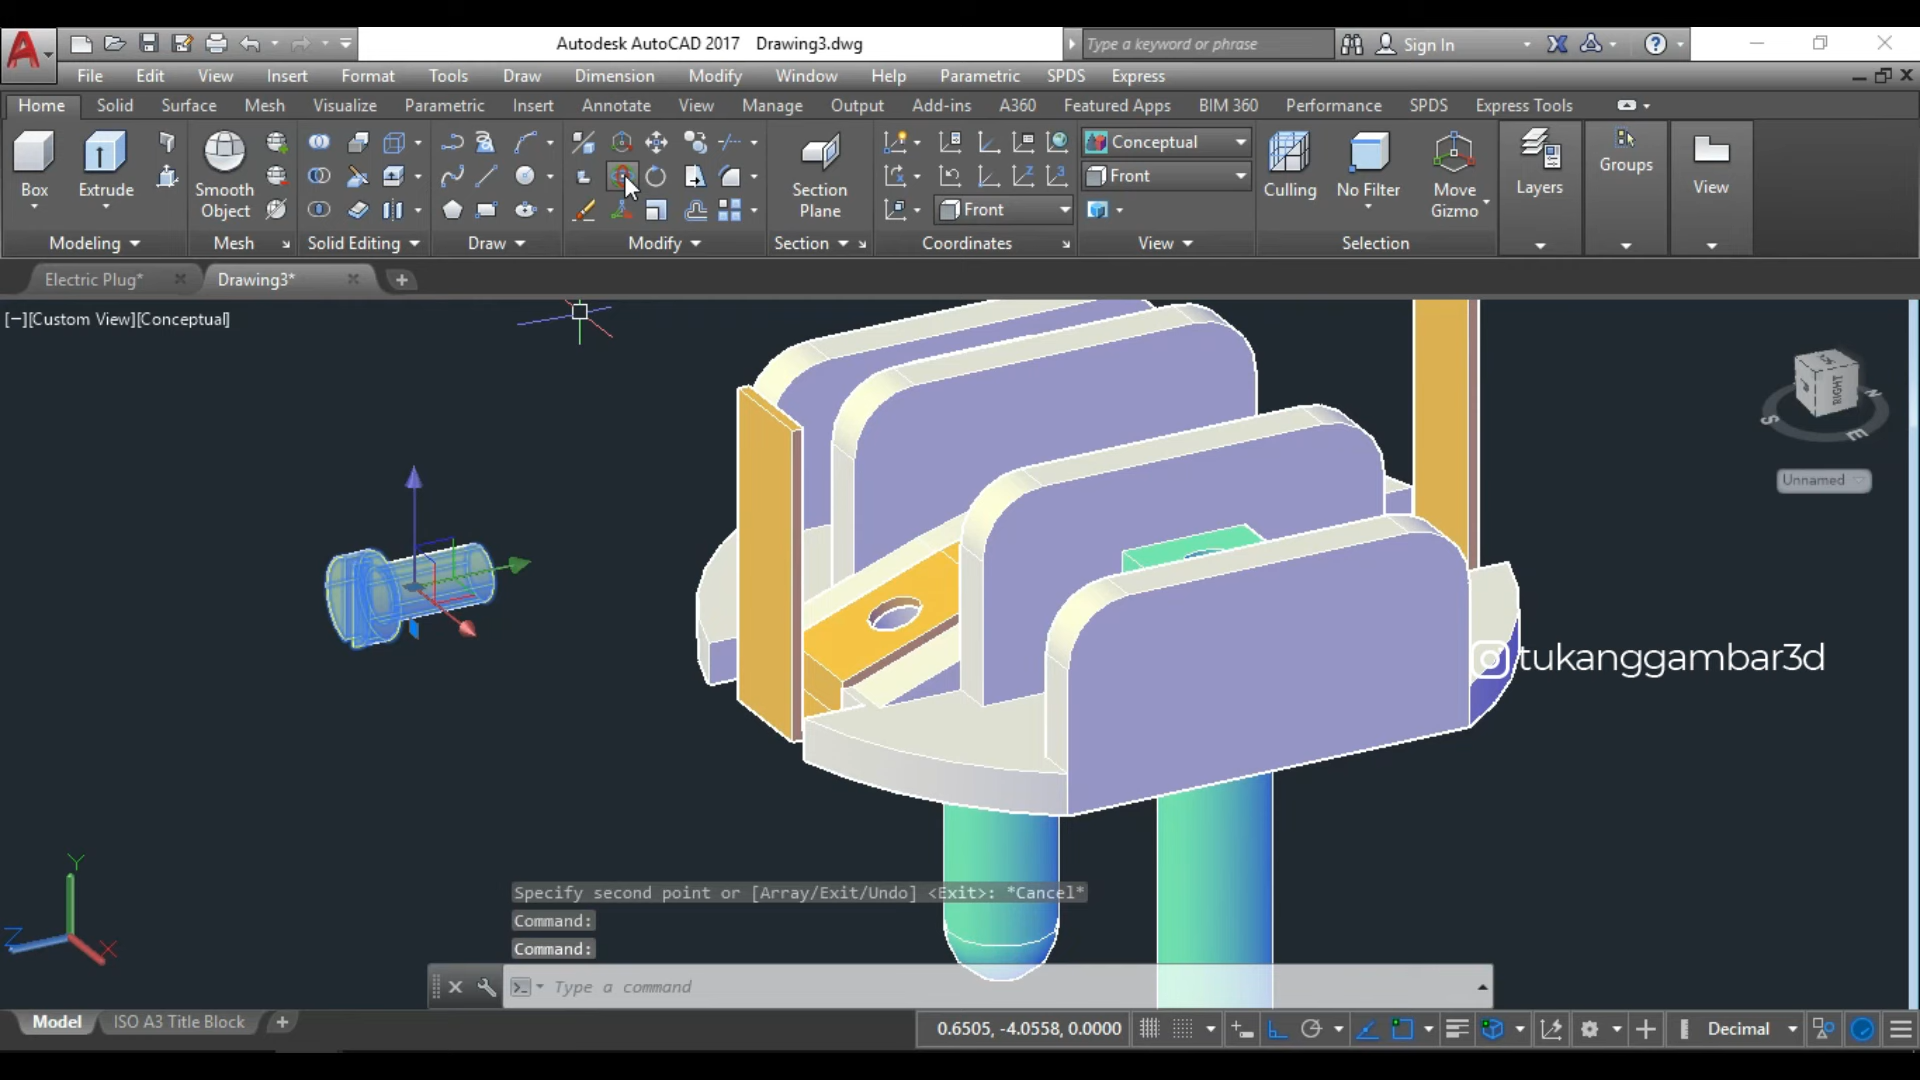 Autodesk AutoCAD 2017 Drawing3.dwg
Type a keyword or phrase
Sign In
File Edit View Insert Format Tools Draw Dimension Modify Window Help Parametric SPDS Express
Home Solid Surface Mesh Visualize Parametric Insert Annotate View Manage Output Add-ins A360 Featured Apps BIM 360 Performance SPDS Express Tools
Box
Extrude
Smooth
Object
Section
Plane
Conceptual
Front
Front
Culling
No Filter
Move
Gizmo
Layers
Groups
View
Modeling Mesh Solid Editing Draw Modify Section Coordinates View Selection
Electric Plug* Drawing3*
[−][Custom View][Conceptual]
RIGHT
S
E
N
Unnamed
tukanggambar3d
Y
Z
X
Specify second point or [Array/Exit/Undo] <Exit>: *Cancel*
Command:
Command:
Type a command
Model ISO A3 Title Block
0.6505, -4.0558, 0.0000
Decimal